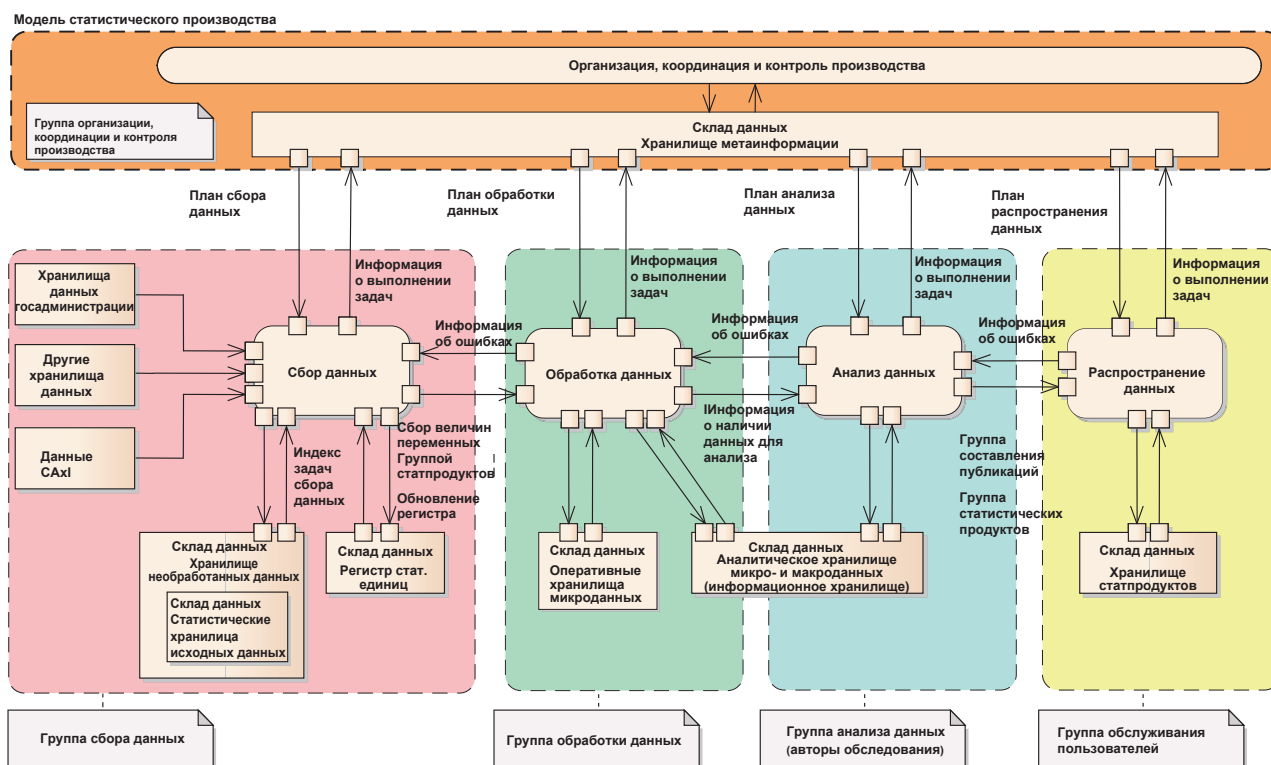 Модель статистического производства
Организация, координация и контроль производства
Группа организации,
координации и контроля
производства
Склад данных
Хранилище метаинформации
План сбора
данных
План обработки
данных
План анализа
данных
План
распространения
данных
Хранилища
данных
госадминистрации
Другие
хранилища
данных
Данные
CAxI
Информация
о выполнении
задач
Информация
о выполнении
задач
Информация
о выполнении
задач
Информация
о выполнении
задач
Информация
об ошибках
Информация
об ошибках
Информация
об ошибках
Сбор данных
Обработка данных
Анализ данных
Распространение
данных
Индекс
задач
сбора
данных
Сбор величин
переменных
Группой
статпродуктов
Обновление
регистра
Информация
о наличии
данных для
анализа
Группа
составления
публикаций
Группа
статистических
продуктов
Склад данных
Хранилище
необработанных данных
Склад данных
Статистические
хранилица
исходных данных
Склад данных
Регистр стат.
единиц
Склад данных
Оперативные
хранилища
микроданных
Склад данных
Аналитическое хранилище
микро- и макроданных
(информационное хранилище)
Склад данных
Хранилище
статпродуктов
Группа сбора данных
Группа обработки данных
Группа анализа данных
(авторы обследования)
Группа обслуживания
пользователей